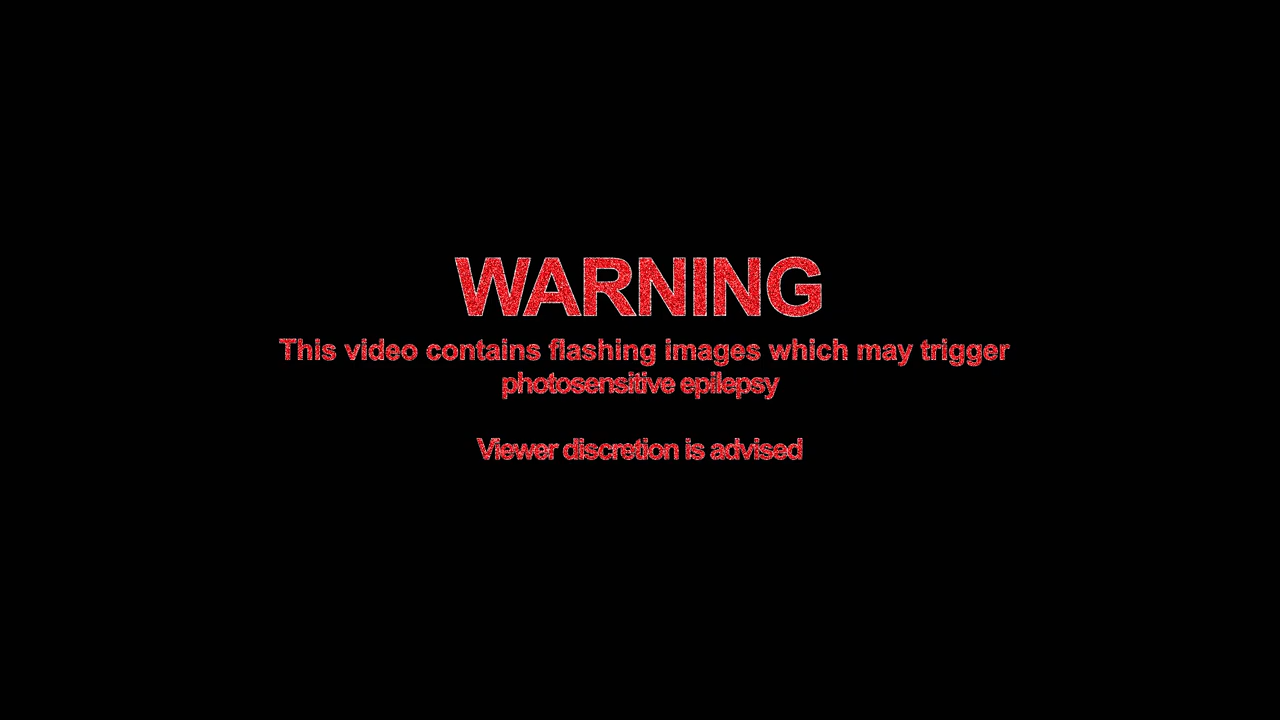 WARNING
This video contains flashing images which may trigger
photosensitive epilepsy
Viewer discretion is advised